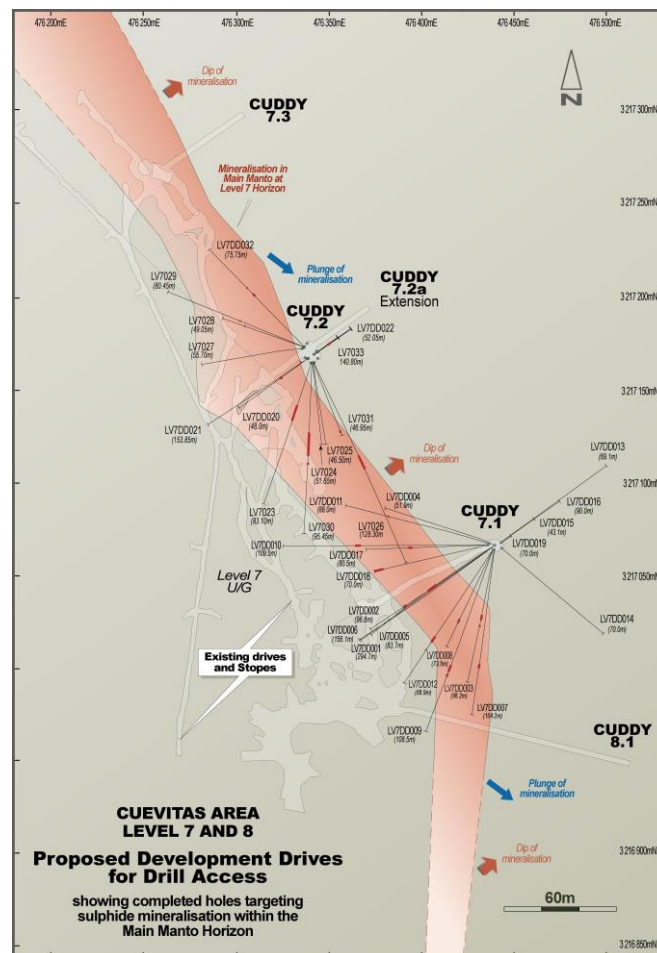 476 200mE
476 250mE
476 300mE
476 350mE
476 400mE
476 450mE
476 500mE
Dip of
mineralisation
CUDDY
7.3
N
3 217 300mN
Mineralisation in
Main Manto at
Level 7 Horizon
3 217 250mN
LV7DD032
(75.75m)
Plunge of
mineralisation
LV7029
(80.45m)
CUDDY
7.2a
Extension
3 217 200mN
CUDDY
7.2
LV7028
(49.05m)
LV7DD022
(52.05m)
LV7027
(55.70m)
LV7033
140.80m)
3 217 150mN
LV7DD020
(48.0m)
LV7031
(46.95m)
LV7DD021
(153.85m)
LV7025
(46.50m)
LV7DD013
(69.1m)
LV7024
(51.65m)
Dip of
mineralisation
3 217 100mN
LV7023
(83.10m)
LV7DD011
(88.0m)
LV7DD004
(51.9m)
CUDDY
7.1
LV7DD016
(90.0m)
LV7030
(95.45m)
LV7026
(128.30m)
LV7DD015
(43.1m)
LV7DD010
(109.5m)
LV7DD017
(80.5m)
LV7DD019
(70.0m)
LV7DD018
(70.0m)
3 217 050mN
Level 7
U/G
LV7DD002
(96.8m)
LV7DD014
(70.0m)
LV7DD006
(156.1m)
LV7DD005
(83.7m)
LV7DD001
(294.7m)
LV7DD008
(73.5m)
Existing drives
and Stopes
LV7DD012
(88.9m)
LV7DD003
(96.2m)
LV7DD007
(104.2m)
LV7DD009
(108.5m)
CUDDY
8.1
Plunge of
mineralisation
CUEVITAS AREA
LEVEL 7 AND 8
Proposed Development Drives
for Drill Access
showing completed holes targeting
sulphide mineralisation within the
Main Manto Horizon
3 216 900mN
Dip of
mineralisation
60m
3 216 850mN